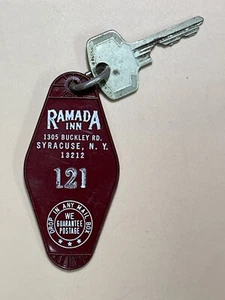 RAMADA
INN
1305 BUCKLEY RD.
SYRACUSE, N. Y.
13212
121
DROP IN ANY MAIL BOX
WE
GUARANTEE
POSTAGE